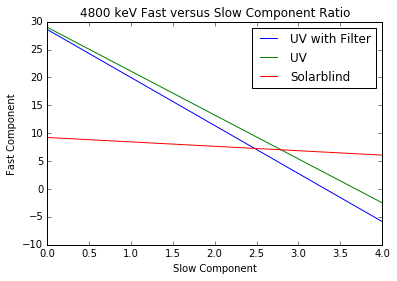 4800 keV Fast versus Slow Component Ratio
30
25
20
15
10
5
0
−5
−10
Fast Component
UV with Filter
UV
Solarblind
0.0 0.5 1.0 1.5 2.0 2.5 3.0 3.5 4.0
Slow Component